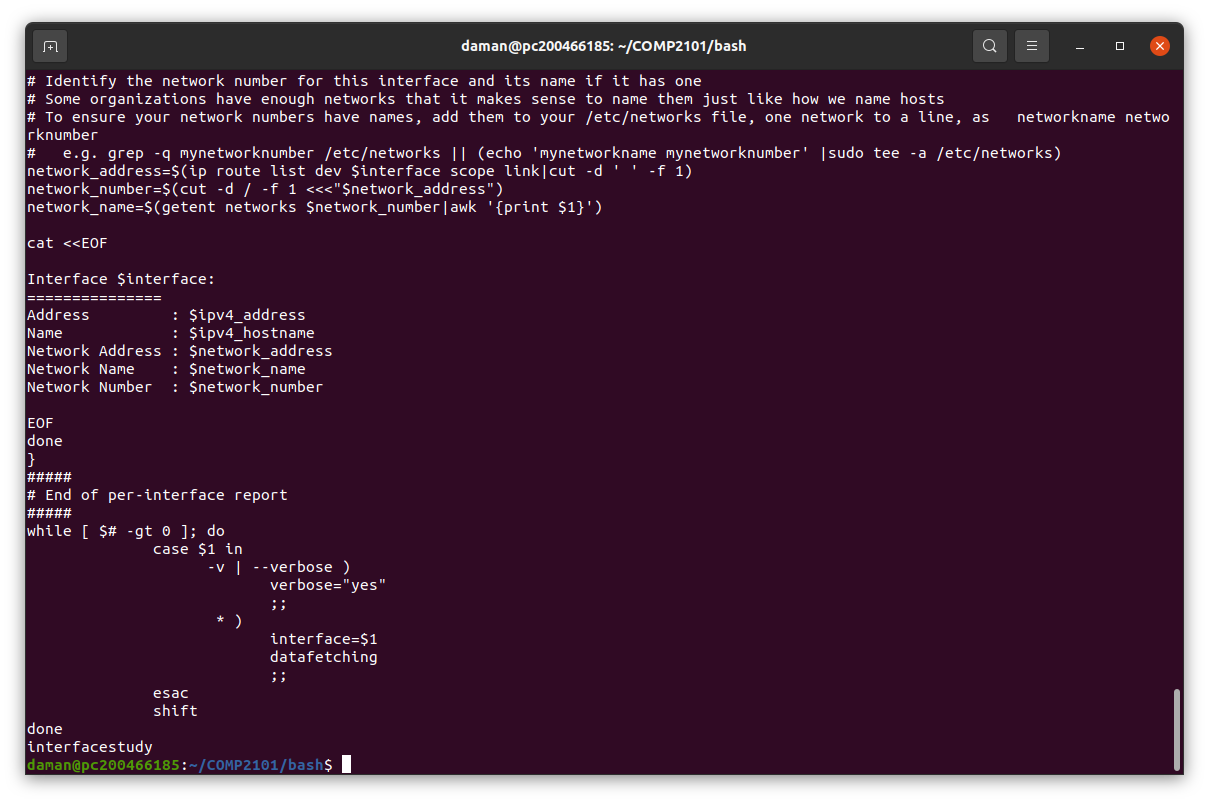 daman@pc200466185: ~/COMP2101/bash
# Identify the network number for this interface and its name if it has one
# Some organizations have enough networks that it makes sense to name them just like how we name hosts
# To ensure your network numbers have names, add them to your /etc/networks file, one network to a line, as   networkname netwo
rknumber
#   e.g. grep -q mynetworknumber /etc/networks || (echo 'mynetworkname mynetworknumber' |sudo tee -a /etc/networks)
network_address=$(ip route list dev $interface scope link|cut -d ' ' -f 1)
network_number=$(cut -d / -f 1 <<<"$network_address")
network_name=$(getent networks $network_number|awk '{print $1}')

cat <<EOF

Interface $interface:
===============
Address         : $ipv4_address
Name            : $ipv4_hostname
Network Address : $network_address
Network Name    : $network_name
Network Number  : $network_number

EOF
done
}
#####
# End of per-interface report
#####
while [ $# -gt 0 ]; do
              case $1 in
                    -v | --verbose )
                           verbose="yes"
                           ;;
                     * )
                           interface=$1
                           datafetching
                           ;;
              esac
              shift
done
interfacestudy
daman@pc200466185:~/COMP2101/bash$